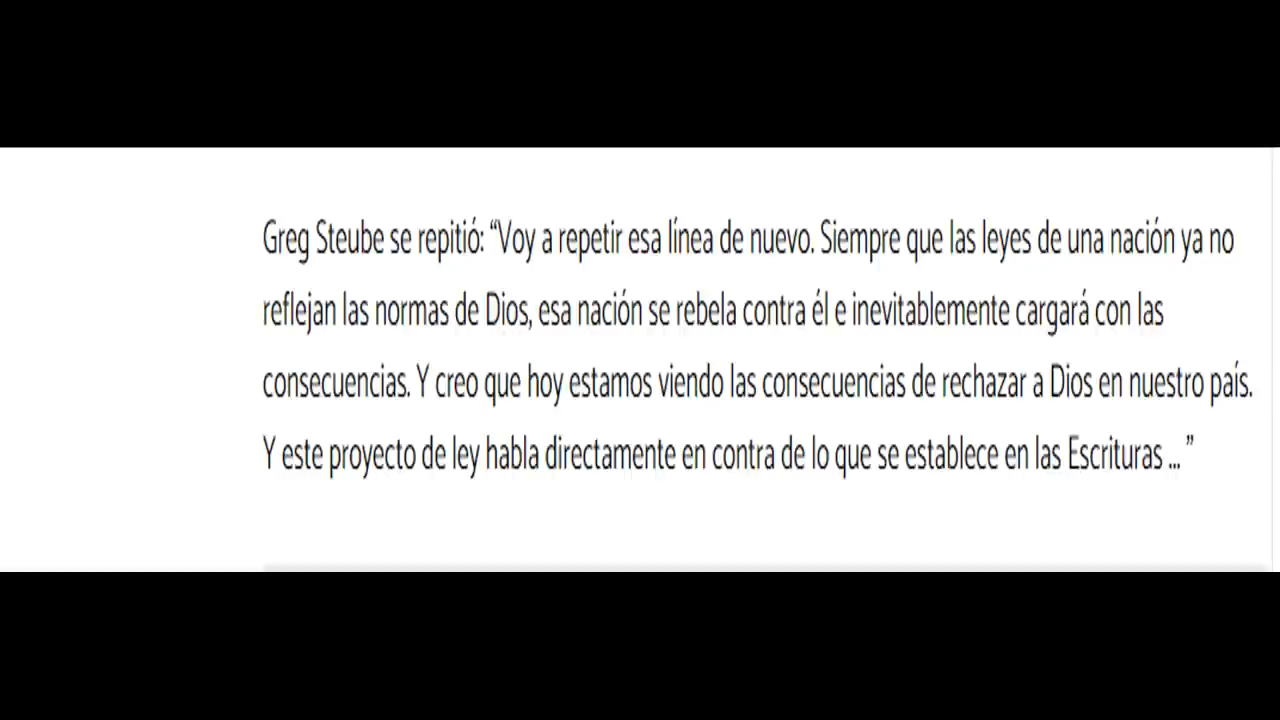 Greg Steube se repitió: “Voy a repetir esa línea de nuevo. Siempre que las leyes de una nación ya no
reflejan las normas de Dios, esa nación se rebela contra él e inevitablemente cargará con las
consecuencias. Y creo que hoy estamos viendo las consecuencias de rechazar a Dios en nuestro país.
Y este proyecto de ley habla directamente en contra de lo que se establece en las Escrituras ... ”